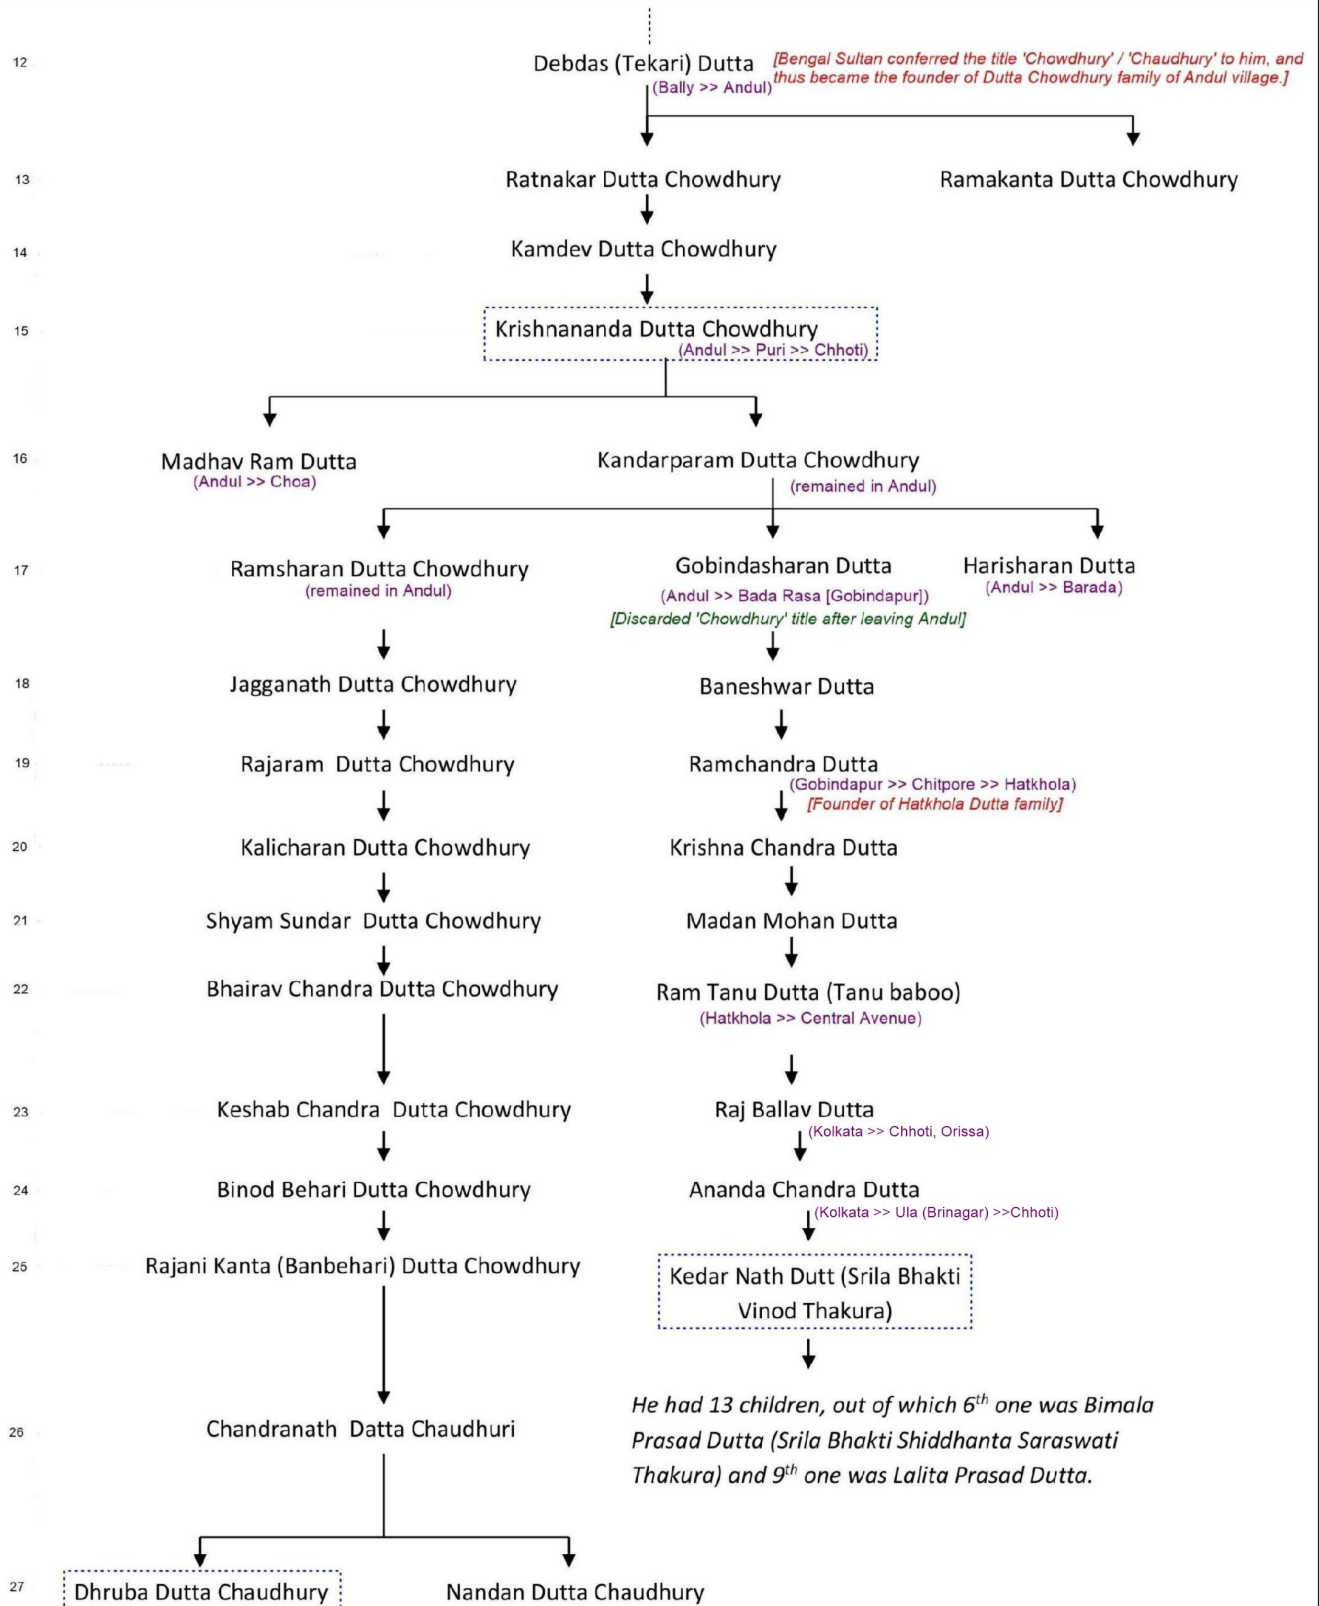 12 Debdas (Tekari) Dutta [Bengal Sultan conferred the title 'Chowdhury' / 'Chaudhury' to him, and
(Bally >> Andul) thus became the founder of Dutta Chowdhury family of Andul village.]
13 Ratnakar Dutta Chowdhury Ramakanta Dutta Chowdhury
14 Kamdev Dutta Chowdhury
15 Krishnananda Dutta Chowdhury
(Andul >> Puri >> Chhoti)
16 Madhav Ram Dutta Kandarparam Dutta Chowdhury
(Andul >> Choa) (remained in Andul)
17 Ramsharan Dutta Chowdhury Gobindasharan Dutta Harisharan Dutta
(remained in Andul) (Andul >> Bada Rasa [Gobindapur]) (Andul >> Barada)
[Discarded 'Chowdhury' title after leaving Andul]
18 Jagganath Dutta Chowdhury Baneshwar Dutta
19 Rajaram Dutta Chowdhury Ramchandra Dutta
(Gobindapur >> Chitpore >> Hatkhola)
[Founder of Hatkhola Dutta family]
20 Kalicharan Dutta Chowdhury Krishna Chandra Dutta
21 Shyam Sundar Dutta Chowdhury Madan Mohan Dutta
22 Bhairav Chandra Dutta Chowdhury Ram Tanu Dutta (Tanu baboo)
(Hatkhola >> Central Avenue)
23 Keshab Chandra Dutta Chowdhury Raj Ballav Dutta
(Kolkata >> Chhoti, Orissa)
24 Binod Behari Dutta Chowdhury Ananda Chandra Dutta
(Kolkata >> Ula (Brinagar) >>Chhoti)
25 Rajani Kanta (Banbehari) Dutta Chowdhury Kedar Nath Dutt (Srila Bhakti
Vinod Thakura)
He had 13 children, out of which 6th one was Bimala
26 Chandranath Datta Chaudhuri Prasad Dutta (Srila Bhakti Shiddhanta Saraswati
Thakura) and 9th one was Lalita Prasad Dutta.
27 Dhruba Dutta Chaudhury Nandan Dutta Chaudhury